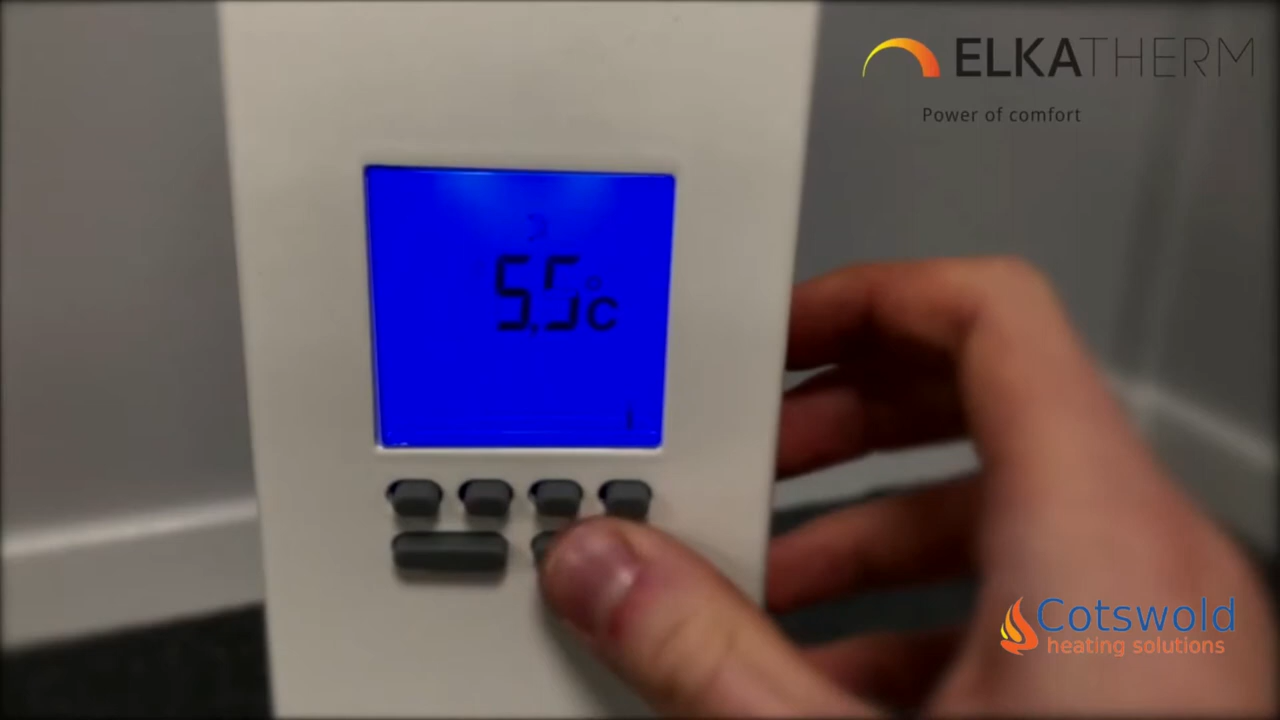 ELKATHERM
Power of comfort
5,5°C
Cotswold
heating solutions